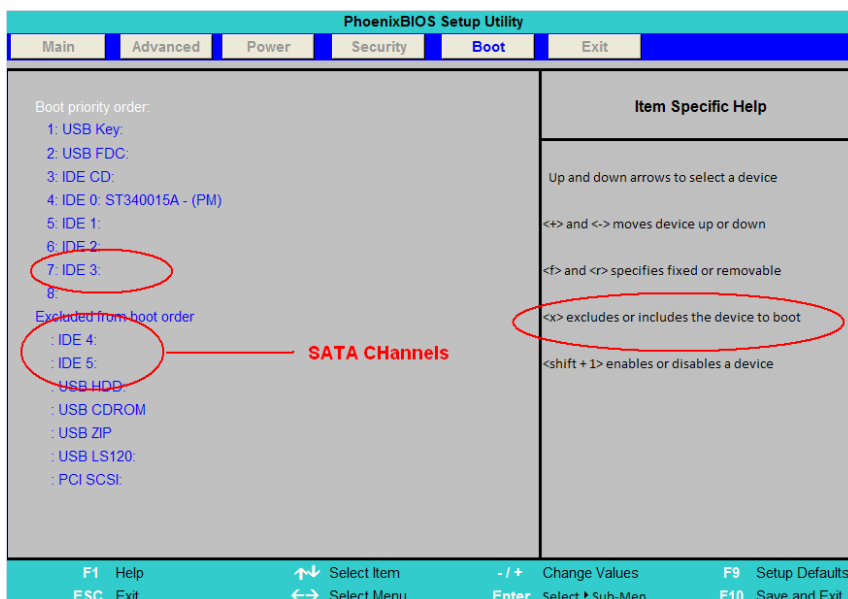 PhoenixBIOS Setup Utility
Main Advanced Power Security Boot Exit
Boot priority order:
1: USB Key:
2: USB FDC:
3: IDE CD:
4: IDE 0: ST340015A - (PM)
5: IDE 1:
6: IDE 2:
7: IDE 3:
8:
Excluded from boot order
: IDE 4:
: IDE 5:
: USB HDD:
: USB CDROM
: USB ZIP
: USB LS120:
: PCI SCSI:
SATA CHannels
Item Specific Help
Up and down arrows to select a device
<+> and <-> moves device up or down
<f> and <r> specifies fixed or removable
<x> excludes or includes the device to boot
<shift + 1> enables or disables a device
F1 Help ↑↓ Select Item - / + Change Values F9 Setup Defaults
ESC Exit ←→ Select Menu Enter Select ▸ Sub-Men F10 Save and Exit